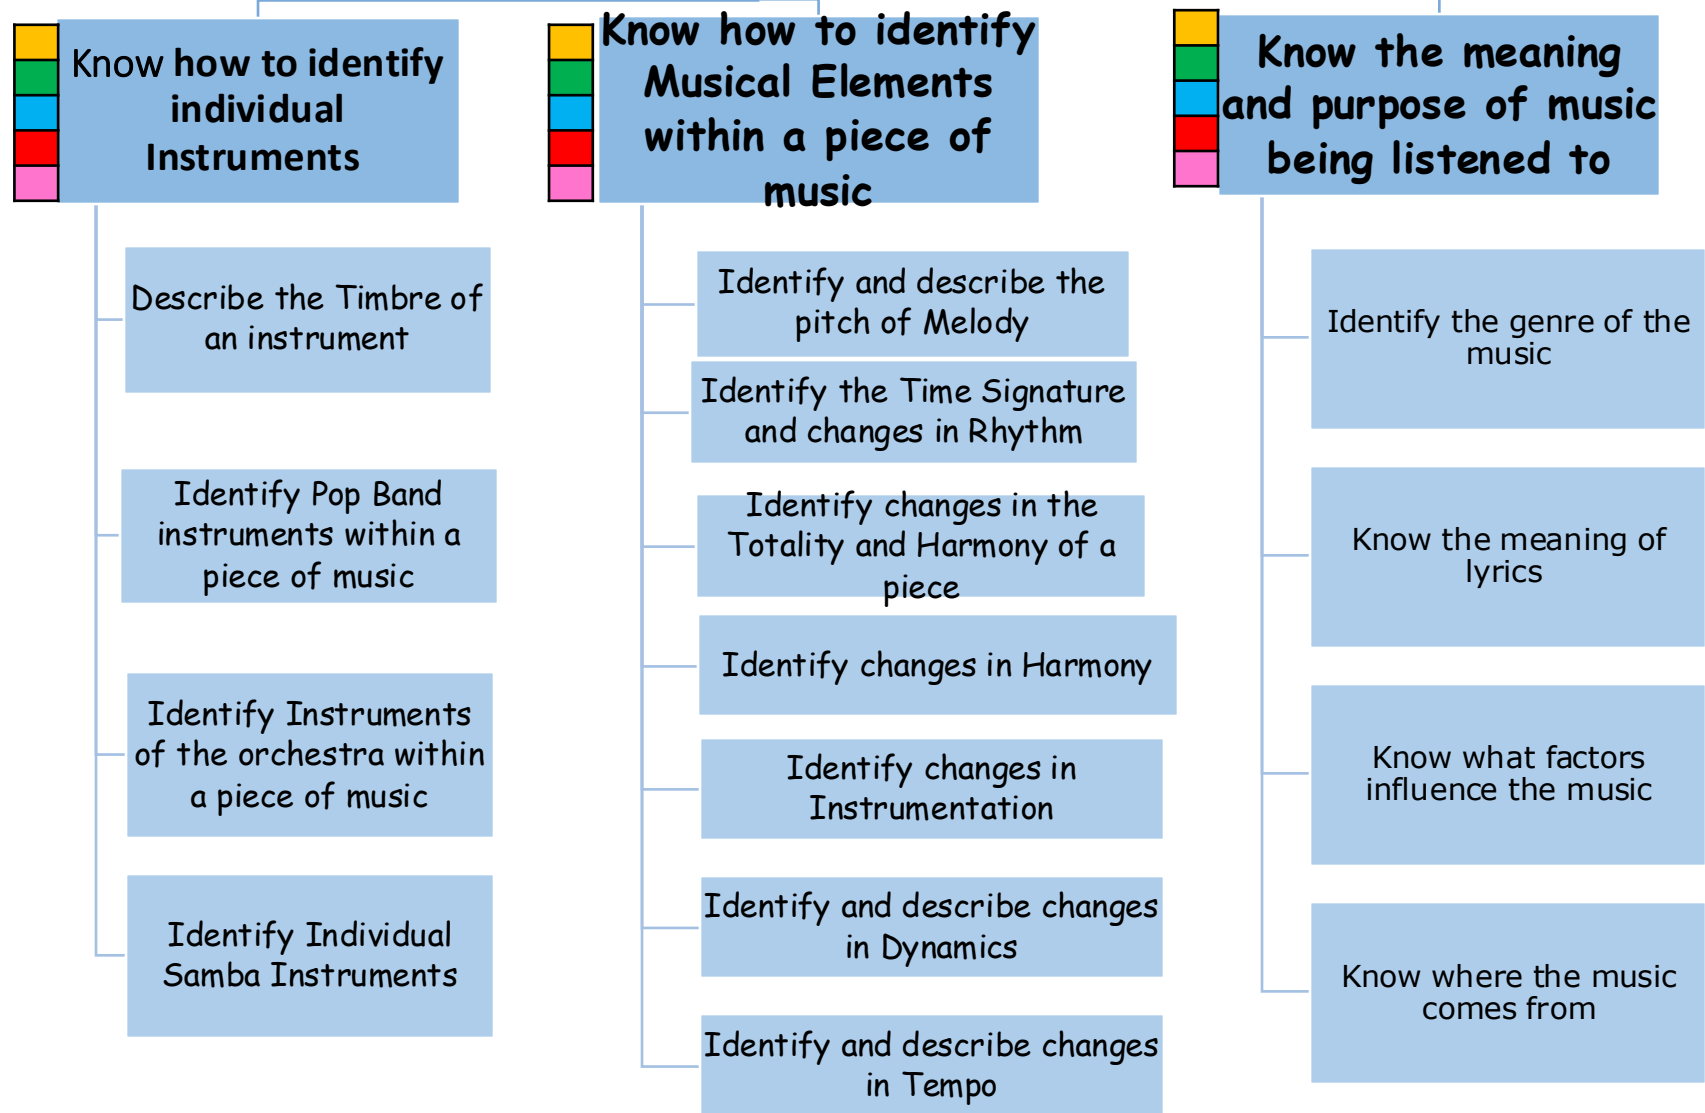 Know how to identify
individual
Instruments
Describe the Timbre of
an instrument
Identify Pop Band
instruments within a
piece of music
Identify Instruments
of the orchestra within
a piece of music
Identify Individual
Samba Instruments
Know how to identify
Musical Elements
within a piece of
music
Identify and describe the
pitch of Melody
Identify the Time Signature
and changes in Rhythm
Identify changes in the
Totality and Harmony of a
piece
Identify changes in Harmony
Identify changes in
Instrumentation
Identify and describe changes
in Dynamics
Identify and describe changes
in Tempo
Know the meaning
and purpose of music
being listened to
Identify the genre of the
music
Know the meaning of
lyrics
Know what factors
influence the music
Know where the music
comes from